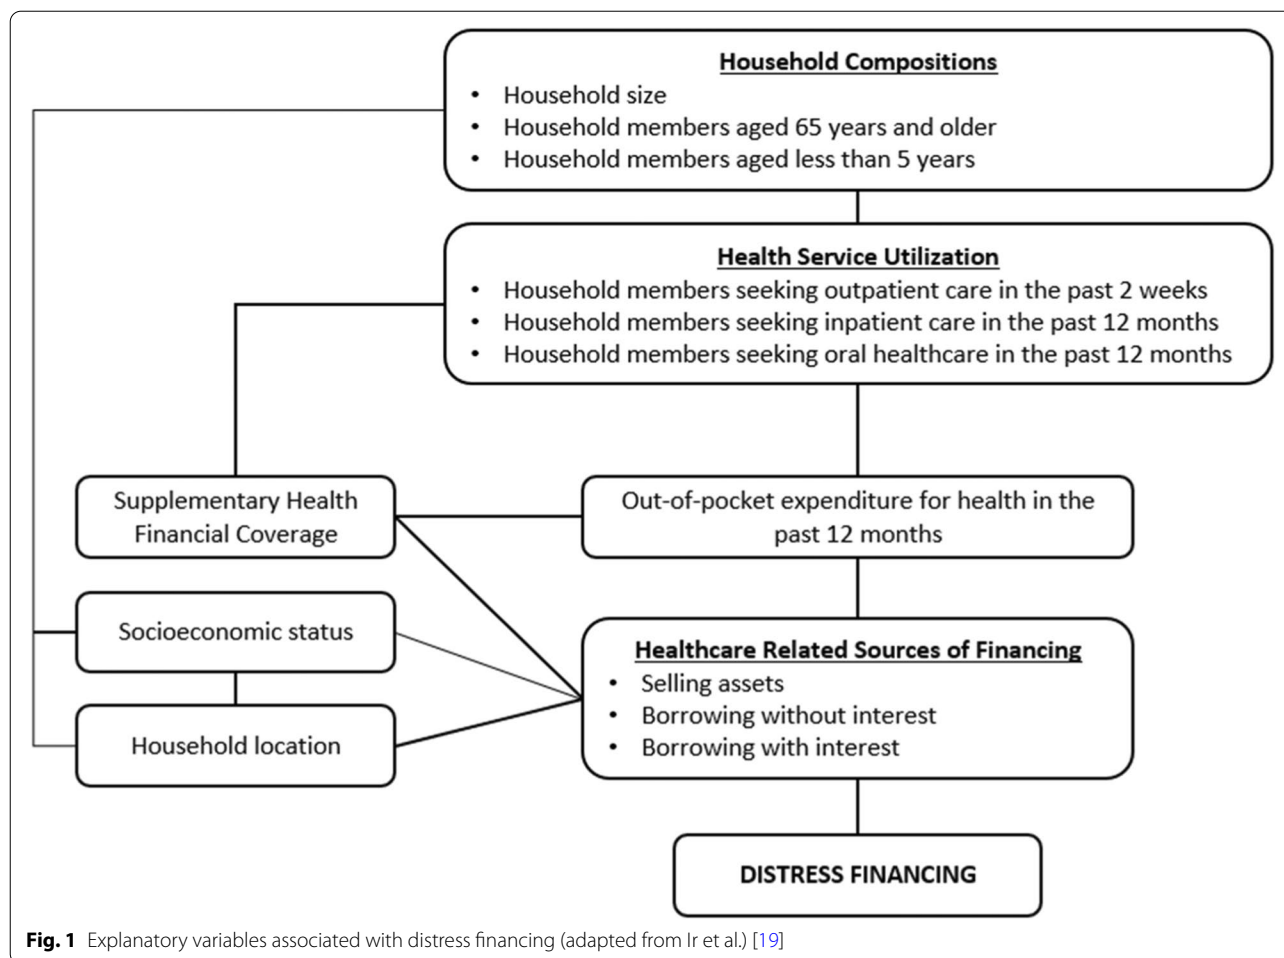 Household Compositions
• Household size
• Household members aged 65 years and older
• Household members aged less than 5 years
Health Service Utilization
• Household members seeking outpatient care in the past 2 weeks
• Household members seeking inpatient care in the past 12 months
• Household members seeking oral healthcare in the past 12 months
Supplementary Health
Financial Coverage
Out-of-pocket expenditure for health in the
past 12 months
Socioeconomic status
Household location
Healthcare Related Sources of Financing
• Selling assets
• Borrowing without interest
• Borrowing with interest
DISTRESS FINANCING
Fig. 1 Explanatory variables associated with distress financing (adapted from Ir et al.) [19]